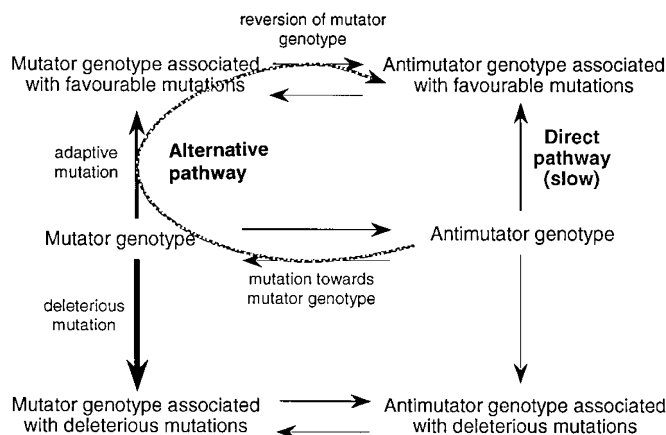 reversion of mutator
genotype
Mutator genotype associated
with favourable mutations
Antimutator genotype associated
with favourable mutations
adaptive
mutation
Alternative
pathway
Direct
pathway
(slow)
Mutator genotype
Antimutator genotype
mutation towards
mutator genotype
deleterious
mutation
Mutator genotype associated
with deleterious mutations
Antimutator genotype associated
with deleterious mutations